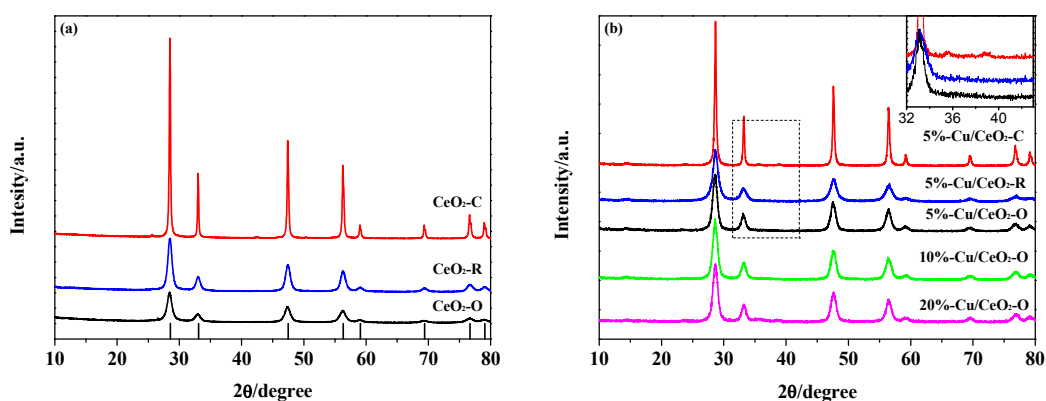 (a)
Intesity/a.u.
CeO₂-C
CeO₂-R
CeO₂-O
10 20 30 40 50 60 70 80
2θ/degree
(b)
Intensity/a.u.
32 36 40
5%-Cu/CeO₂-C
5%-Cu/CeO₂-R
5%-Cu/CeO₂-O
10%-Cu/CeO₂-O
20%-Cu/CeO₂-O
10 20 30 40 50 60 70 80
2θ/degree